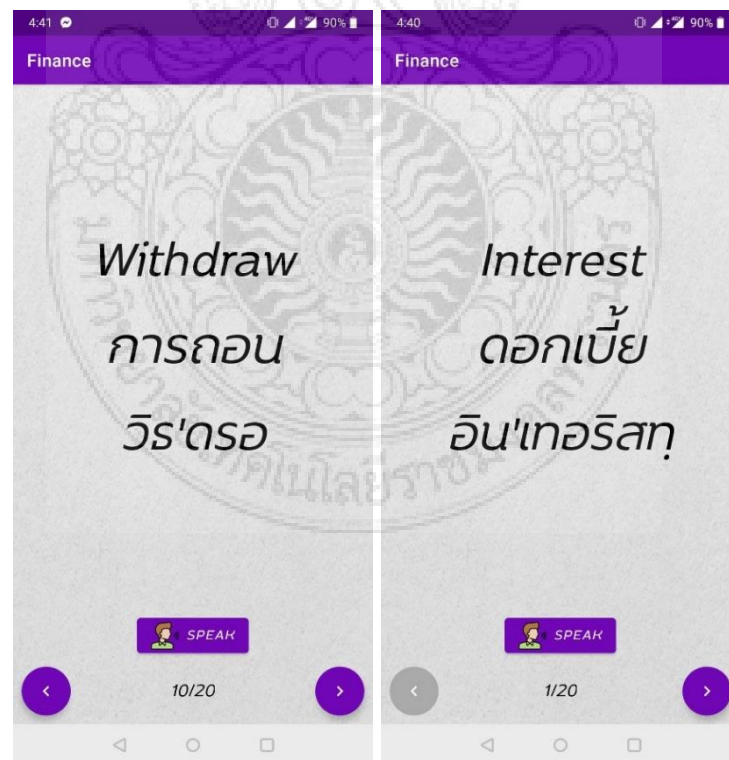 4:41
90%
Finance
Withdraw
การถอน
วิธ'ดรอ
SPEAK
10/20
4:40
90%
Finance
Interest
ดอกเบี้ย
อิน'เทอริสทฺ
SPEAK
1/20